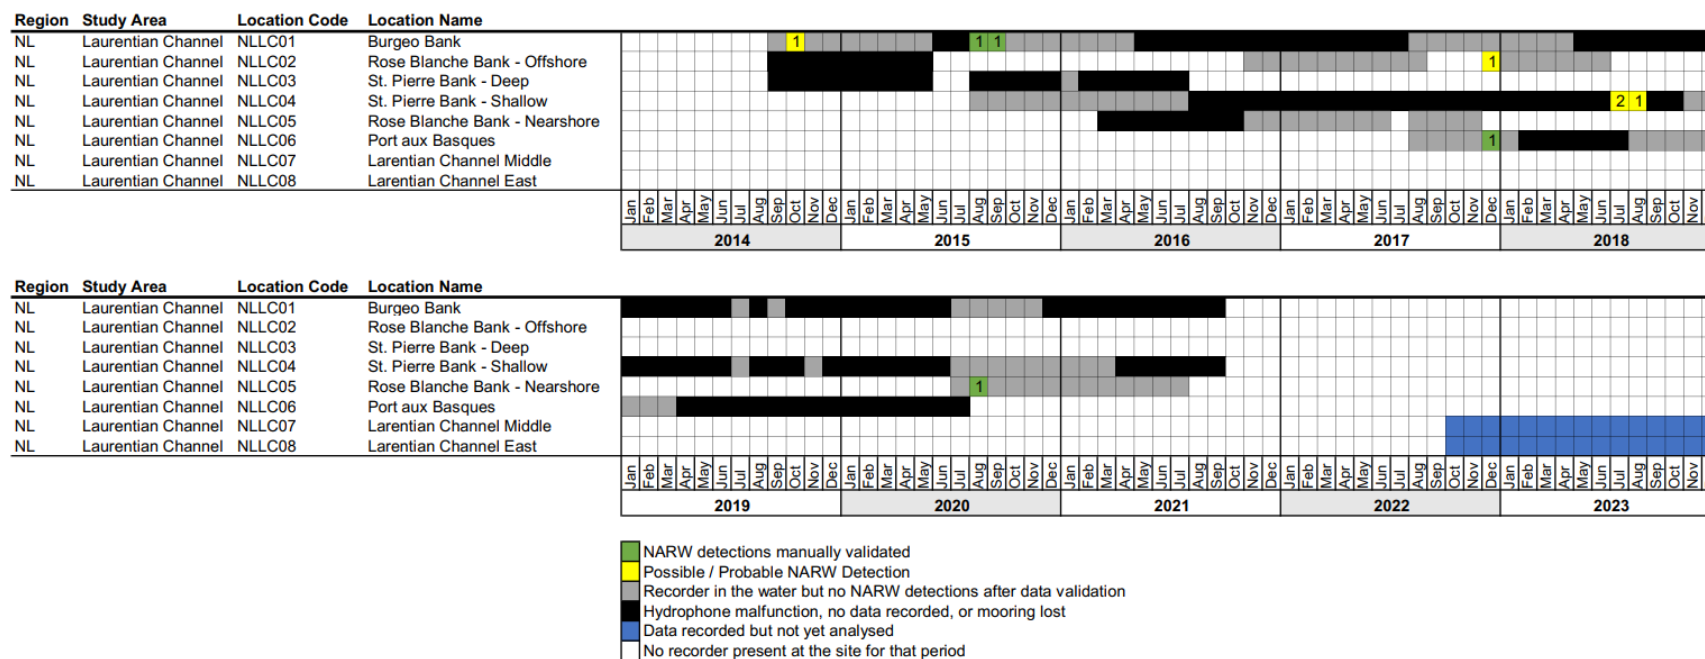 Region Study Area Location Code Location Name
NL Laurentian Channel NLLC01 Burgeo Bank 1 1 1
NL Laurentian Channel NLLC02 Rose Blanche Bank - Offshore 1
NL Laurentian Channel NLLC03 St. Pierre Bank - Deep
NL Laurentian Channel NLLC04 St. Pierre Bank - Shallow 2 1
NL Laurentian Channel NLLC05 Rose Blanche Bank - Nearshore
NL Laurentian Channel NLLC06 Port aux Basques 1
NL Laurentian Channel NLLC07 Larentian Channel Middle
NL Laurentian Channel NLLC08 Larentian Channel East
Jan Feb Mar Apr May Jun Jul Aug Sep Oct Nov Dec Jan Feb Mar Apr May Jun Jul Aug Sep Oct Nov Dec Jan Feb Mar Apr May Jun Jul Aug Sep Oct Nov Dec Jan Feb Mar Apr May Jun Jul Aug Sep Oct Nov Dec Jan Feb Mar Apr May Jun Jul Aug Sep Oct Nov
2014 2015 2016 2017 2018
Region Study Area Location Code Location Name
NL Laurentian Channel NLLC01 Burgeo Bank
NL Laurentian Channel NLLC02 Rose Blanche Bank - Offshore
NL Laurentian Channel NLLC03 St. Pierre Bank - Deep
NL Laurentian Channel NLLC04 St. Pierre Bank - Shallow
NL Laurentian Channel NLLC05 Rose Blanche Bank - Nearshore 1
NL Laurentian Channel NLLC06 Port aux Basques
NL Laurentian Channel NLLC07 Larentian Channel Middle
NL Laurentian Channel NLLC08 Larentian Channel East
Jan Feb Mar Apr May Jun Jul Aug Sep Oct Nov Dec Jan Feb Mar Apr May Jun Jul Aug Sep Oct Nov Dec Jan Feb Mar Apr May Jun Jul Aug Sep Oct Nov Dec Jan Feb Mar Apr May Jun Jul Aug Sep Oct Nov Dec Jan Feb Mar Apr May Jun Jul Aug Sep Oct Nov
2019 2020 2021 2022 2023
NARW detections manually validated
Possible / Probable NARW Detection
Recorder in the water but no NARW detections after data validation
Hydrophone malfunction, no data recorded, or mooring lost
Data recorded but not yet analysed
No recorder present at the site for that period